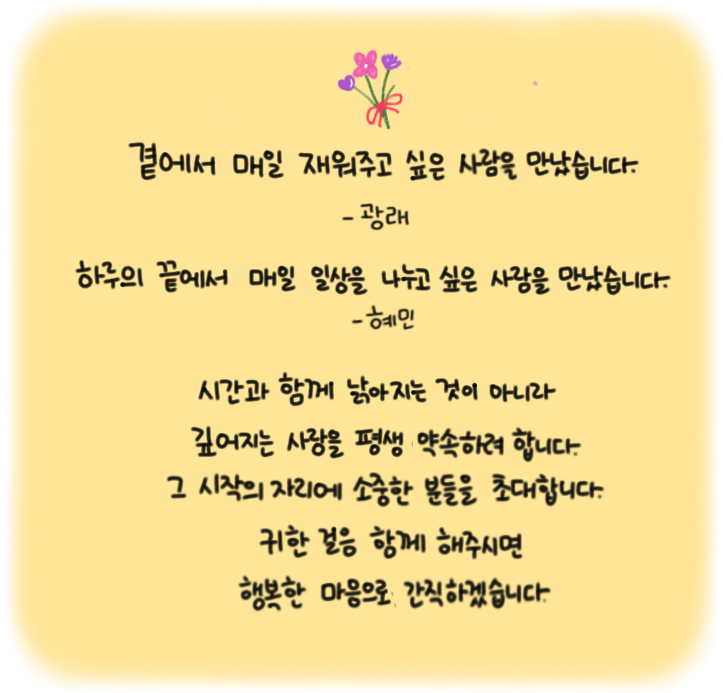 곁에서 매일 재워주고 싶은 사람을 만났습니다.
- 광래
하루의 끝에서 매일 일상을 나누고 싶은 사람을 만났습니다.
- 혜민
시간과 함께 낡아지는 것이 아니라
깊어지는 사랑을 평생 약속하려 합니다.
그 시작의 자리에 소중한 분들을 초대합니다.
귀한 걸음 함께 해주시면
행복한 마음으로 간직하겠습니다.